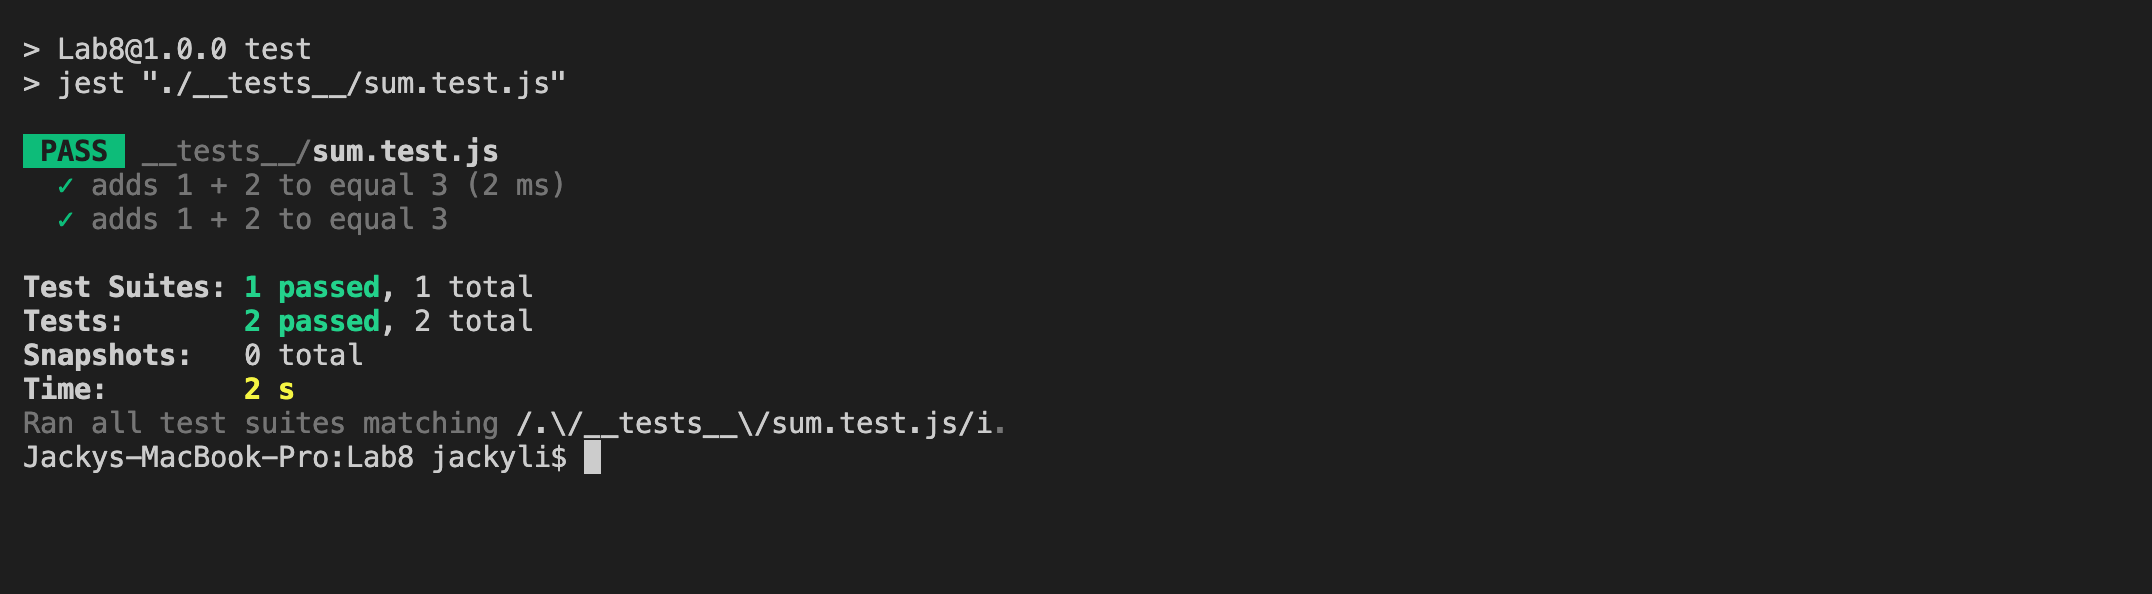 > Lab8@1.0.0 test
> jest "./__tests__/sum.test.js"
PASS __tests__/sum.test.js
✓ adds 1 + 2 to equal 3 (2 ms)
✓ adds 1 + 2 to equal 3
Test Suites: 1 passed, 1 total
Tests: 2 passed, 2 total
Snapshots: 0 total
Time: 2 s
Ran all test suites matching /.\/__tests__\/sum.test.js/i.
Jackys-MacBook-Pro:Lab8 jackyli$